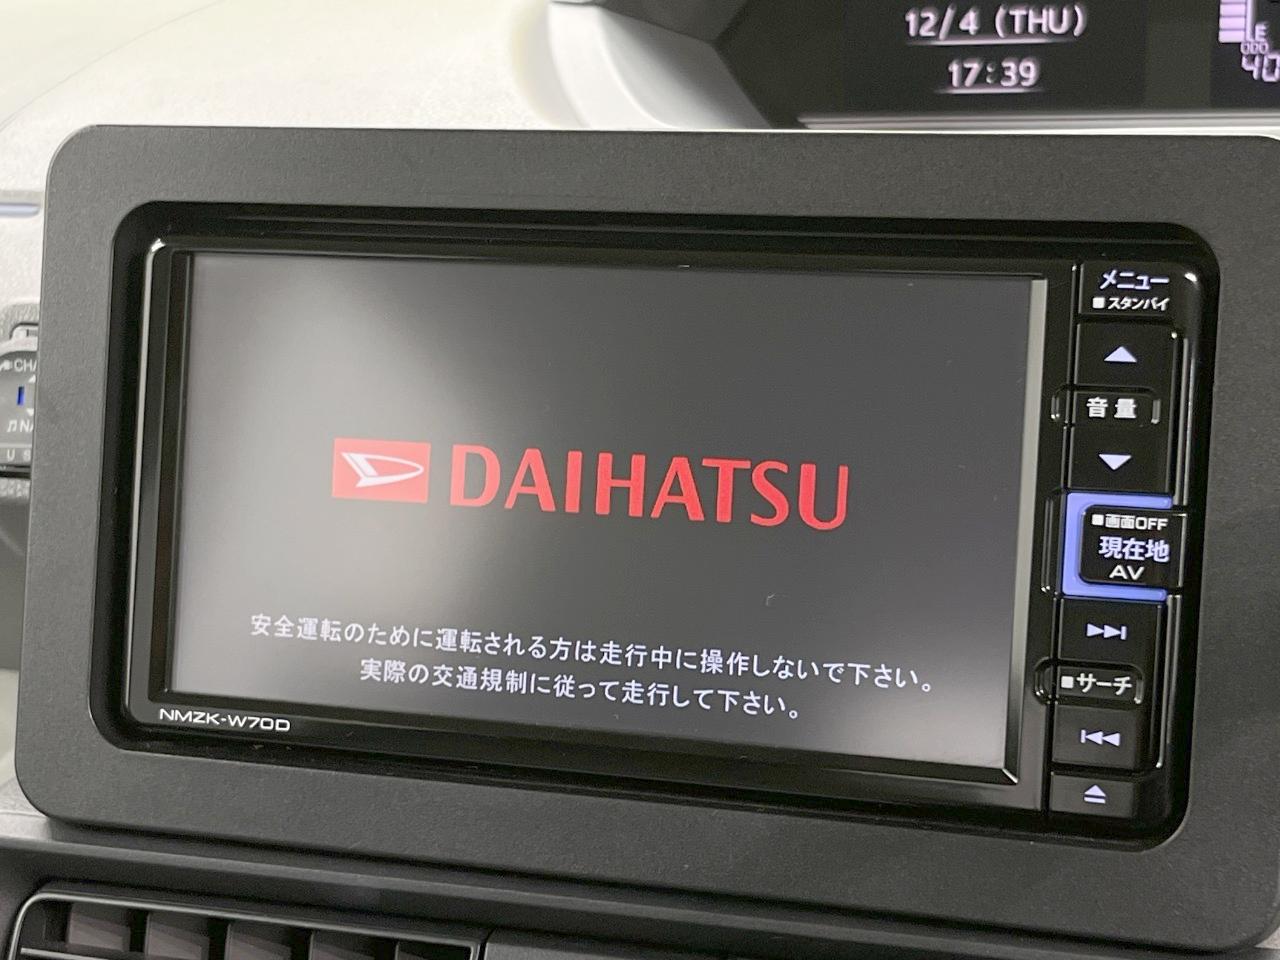 12/4 (THU)
17:39
E
ODO
40
メニュー
■スタンバイ
音量
■画面OFF
現在地
AV
■サーチ
DAIHATSU
安全運転のために運転される方は走行中に操作しないで下さい。
実際の交通規制に従って走行して下さい。
NMZK-W70D